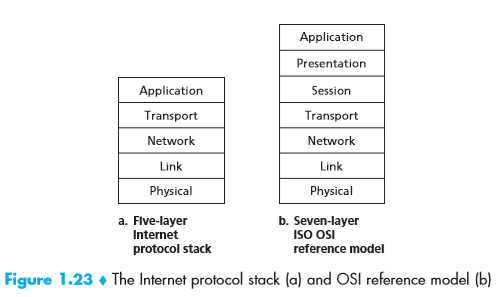 Application
Transport
Network
Link
Physical
a. Five-layer
Internet
protocol stack
Application
Presentation
Session
Transport
Network
Link
Physical
b. Seven-layer
ISO OSI
reference model
Figure 1.23 ♦ The Internet protocol stack (a) and OSI reference model (b)